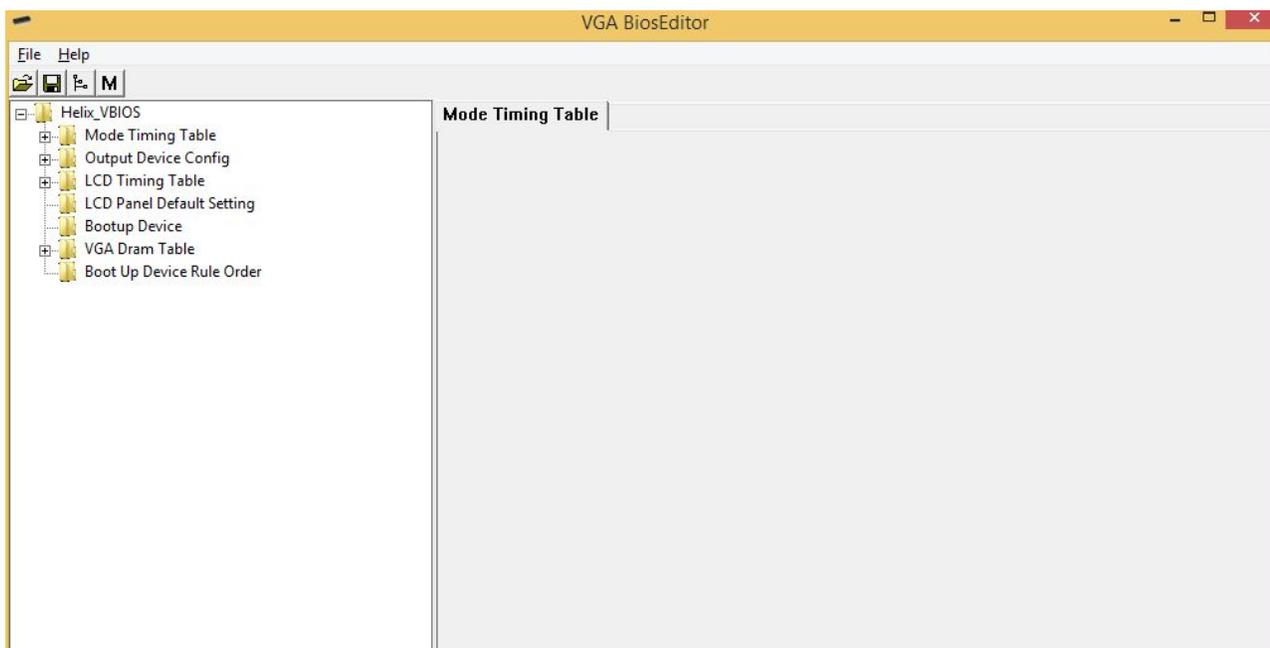 VGA BiosEditor
File Help
M
Helix_VBIOS
Mode Timing Table
Output Device Config
LCD Timing Table
LCD Panel Default Setting
Bootup Device
VGA Dram Table
Boot Up Device Rule Order
Mode Timing Table